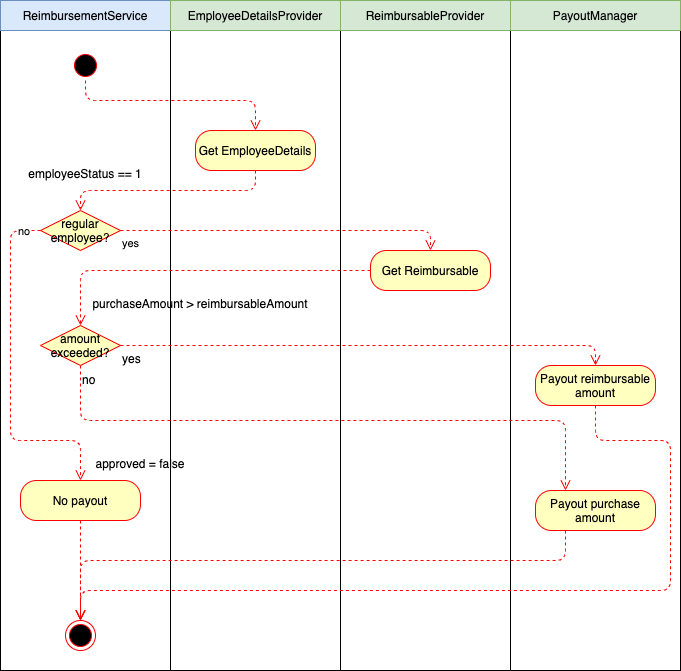 ReimbursementService
EmployeeDetailsProvider
ReimbursableProvider
PayoutManager
Get EmployeeDetails
employeeStatus == 1
regular
employee?
no
yes
Get Reimbursable
purchaseAmount > reimbursableAmount
amount
exceeded?
yes
no
Payout reimbursable
amount
approved = false
No payout
Payout purchase
amount